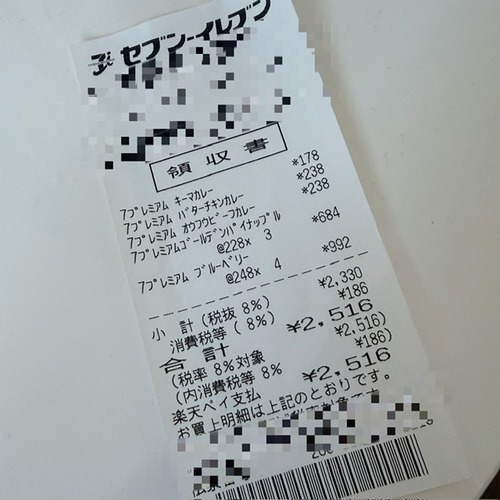 セブン-イレブン
領収書
7プレミアム キーマカレー *178
7プレミアム バターチキンカレー *238
7プレミアム オウフウビーフカレー *238
7プレミアムゴールデンパイナップル
@228x 3 *684
7プレミアム ブルーベリー
@248x 4 *992
小 計(税抜 8%) ¥2,330
消費税等( 8%) ¥186
合 計 ¥2,516
(税率 8%対象 ¥2,516)
(内消費税等 8% ¥186)
楽天ペイ支払 ¥2,516
お買上明細は上記のとおりです。